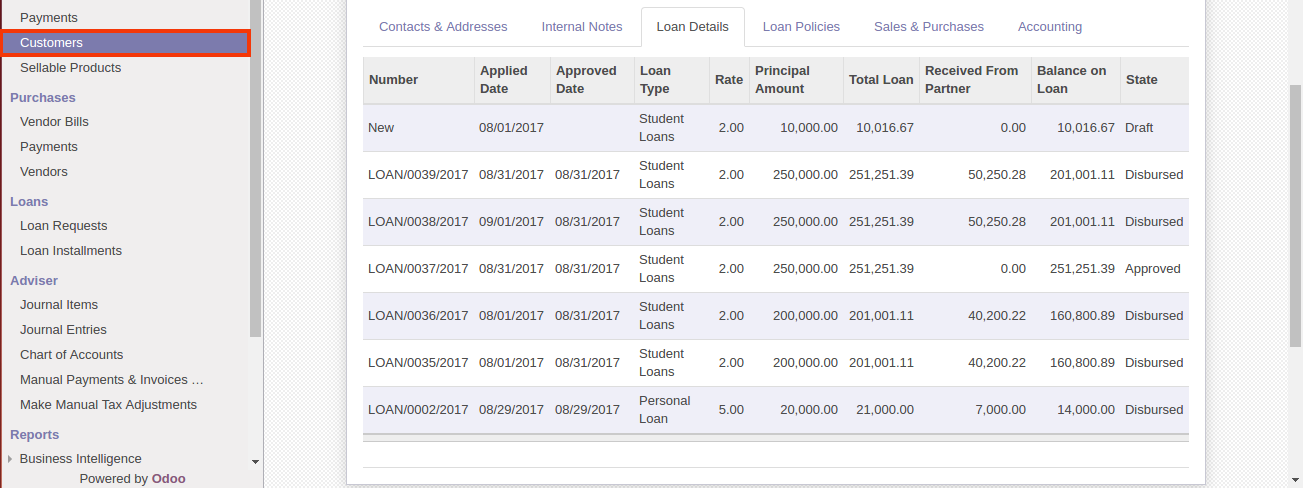 Payments
Customers
Sellable Products
Purchases
Vendor Bills
Payments
Vendors
Loans
Loan Requests
Loan Installments
Adviser
Journal Items
Journal Entries
Chart of Accounts
Manual Payments & Invoices ...
Make Manual Tax Adjustments
Reports
Business Intelligence
Powered by Odoo
Contacts & Addresses Internal Notes Loan Details Loan Policies Sales & Purchases Accounting
Number Applied Date Approved Date Loan Type Rate Principal Amount Total Loan Received From Partner Balance on Loan State
New 08/01/2017 Student Loans 2.00 10,000.00 10,016.67 0.00 10,016.67 Draft
LOAN/0039/2017 08/31/2017 08/31/2017 Student Loans 2.00 250,000.00 251,251.39 50,250.28 201,001.11 Disbursed
LOAN/0038/2017 09/01/2017 08/31/2017 Student Loans 2.00 250,000.00 251,251.39 50,250.28 201,001.11 Disbursed
LOAN/0037/2017 08/31/2017 08/31/2017 Student Loans 2.00 250,000.00 251,251.39 0.00 251,251.39 Approved
LOAN/0036/2017 08/01/2017 08/31/2017 Student Loans 2.00 200,000.00 201,001.11 40,200.22 160,800.89 Disbursed
LOAN/0035/2017 08/01/2017 08/31/2017 Student Loans 2.00 200,000.00 201,001.11 40,200.22 160,800.89 Disbursed
LOAN/0002/2017 08/29/2017 08/29/2017 Personal Loan 5.00 20,000.00 21,000.00 7,000.00 14,000.00 Disbursed